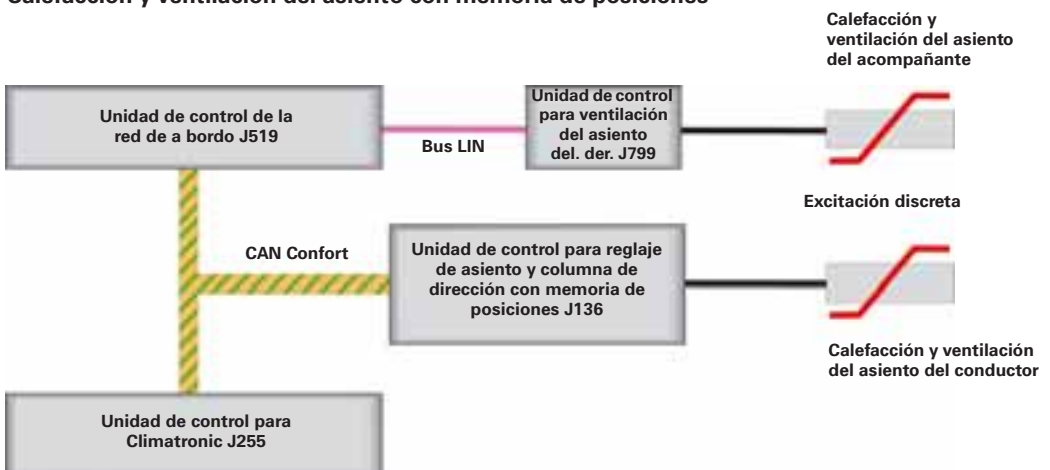 Calefacción y ventilación del asiento con memoria de posiciones
Calefacción y
ventilación del asiento
del acompañante
Unidad de control de la
red de a bordo J519
Bus LIN
Unidad de control
para ventilación
del asiento
del. der. J799
Excitación discreta
CAN Confort
Unidad de control para reglaje
de asiento y columna de
dirección con memoria de
posiciones J136
Calefacción y ventilación
del asiento del conductor
Unidad de control para
Climatronic J255